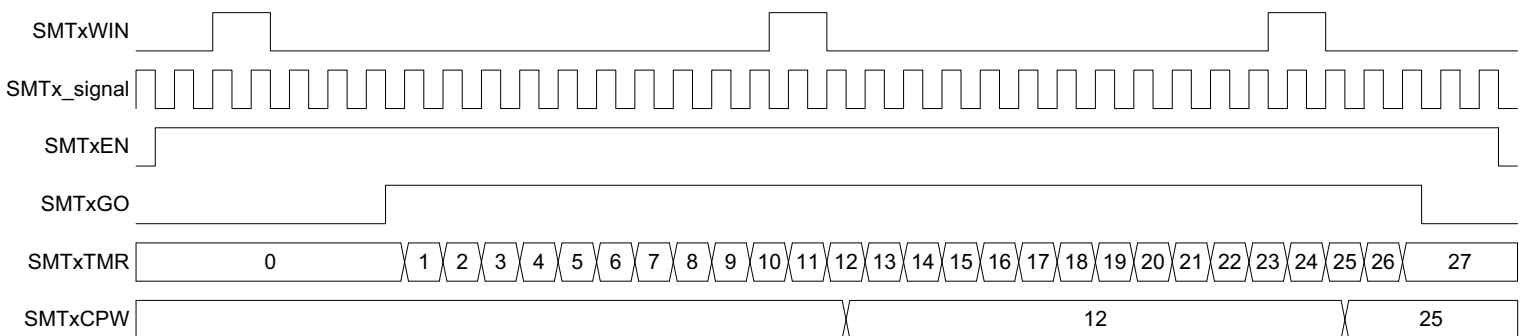 SMTxWIN
SMTx_signal
SMTxEN
SMTxGO
SMTxTMR 0 1 2 3 4 5 6 7 8 9 10 11 12 13 14 15 16 17 18 19 20 21 22 23 24 25 26 27
SMTxCPW 12 25